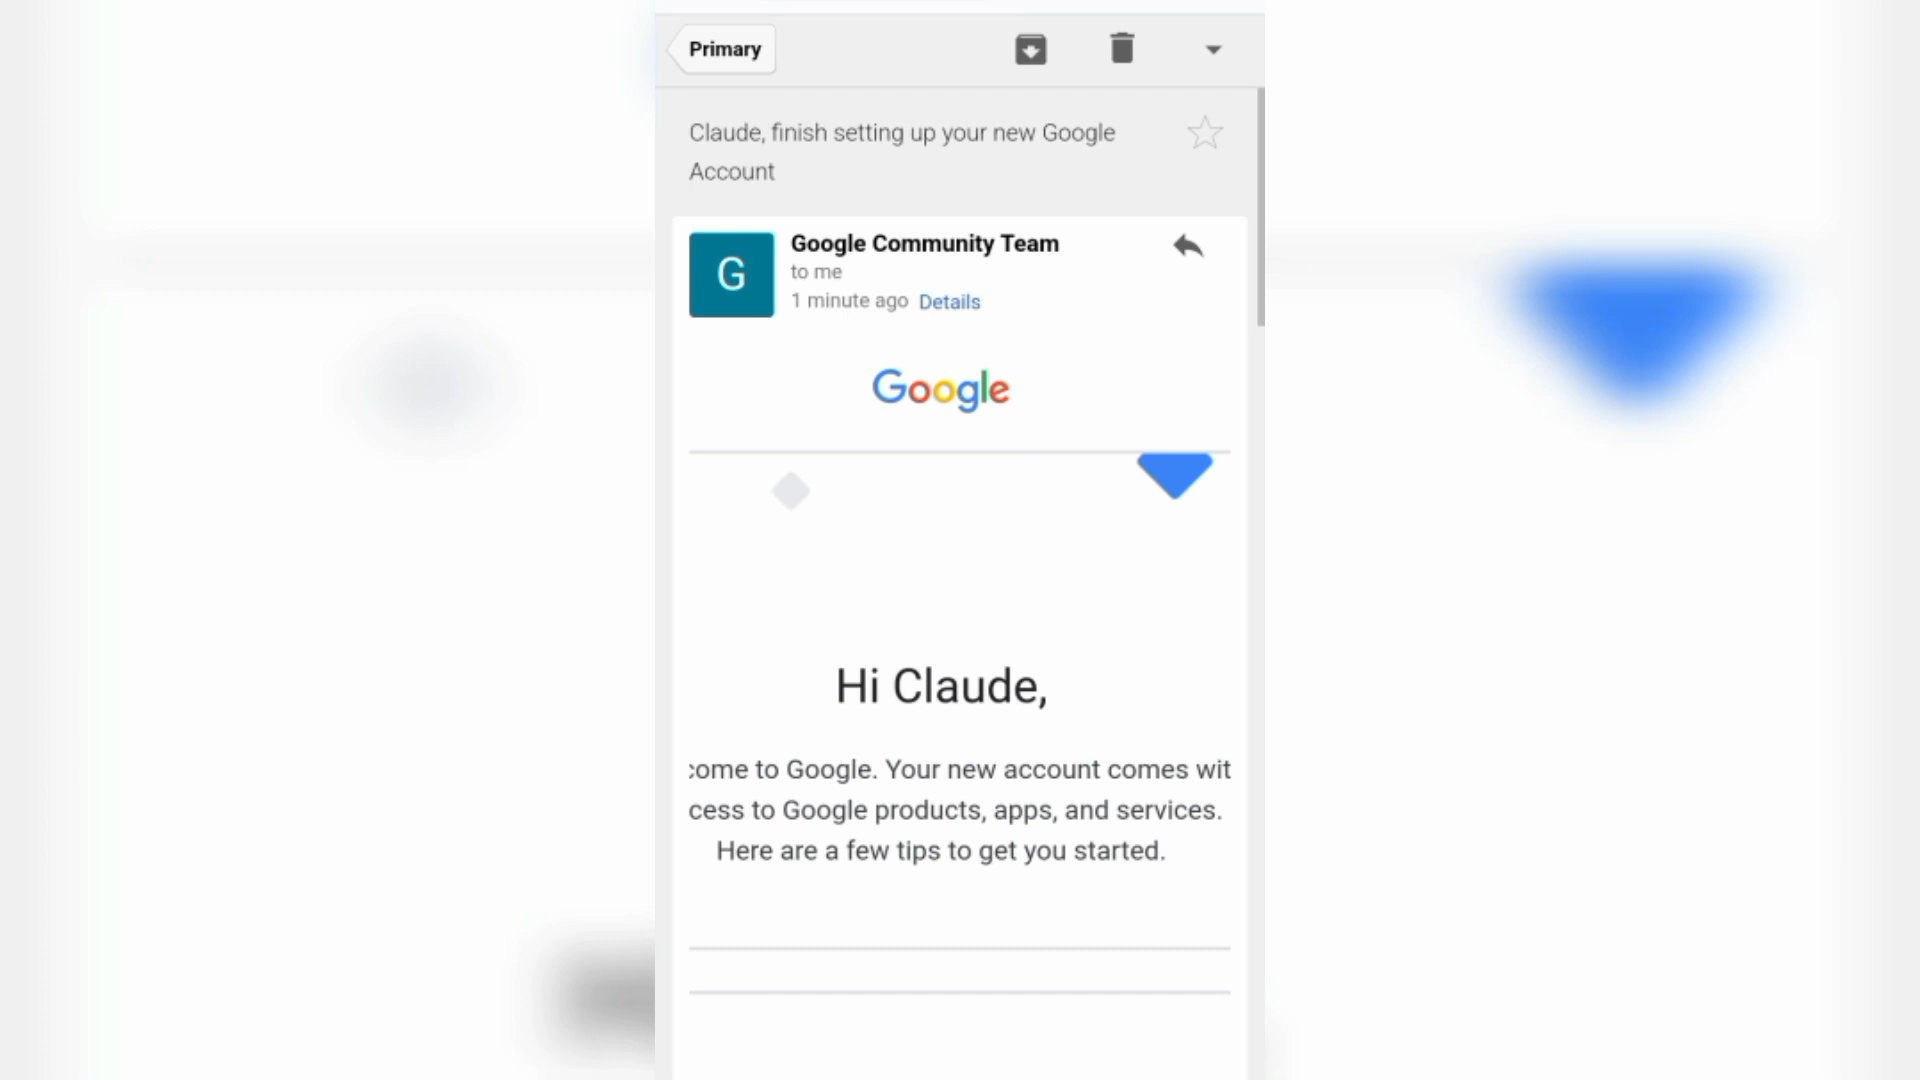 Primary
Claude, finish setting up your new Google
Account
G
Google Community Team
to me
1 minute ago Details
Google
Hi Claude,
come to Google. Your new account comes wit
cess to Google products, apps, and services.
Here are a few tips to get you started.